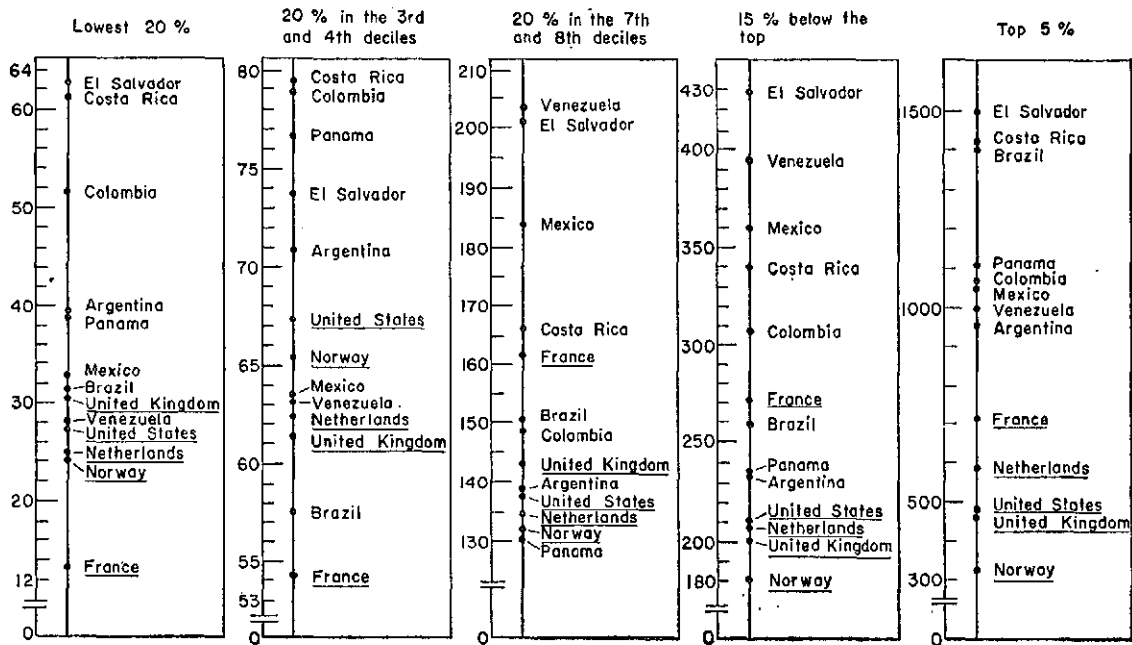 Lowest 20 %
64
60
50
40
30
20
12
0
El Salvador
Costa Rica
Colombia
Argentina
Panama
Mexico
Brazil
United Kingdom
Venezuela
United States
Netherlands
Norway
France
20 % in the 3rd
and 4th deciles
80
75
70
65
60
55
53
0
Costa Rica
Colombia
Panama
El Salvador
Argentina
United States
Norway
Mexico
Venezuela
Netherlands
United Kingdom
Brazil
France
20 % in the 7th
and 8th deciles
210
200
190
180
170
160
150
140
130
0
Venezuela
El Salvador
Mexico
Costa Rica
France
Brazil
Colombia
United Kingdom
Argentina
United States
Netherlands
Norway
Panama
15 % below the
top
430
400
350
300
260
200
180
0
El Salvador
Venezuela
Mexico
Costa Rica
Colombia
France
Brazil
Panama
Argentina
United States
Netherlands
United Kingdom
Norway
Top 5 %
1500
1000
500
300
0
El Salvador
Costa Rica
Brazil
Panama
Colombia
Mexico
Venezuela
Argentina
France
Netherlands
United States
United Kingdom
Norway